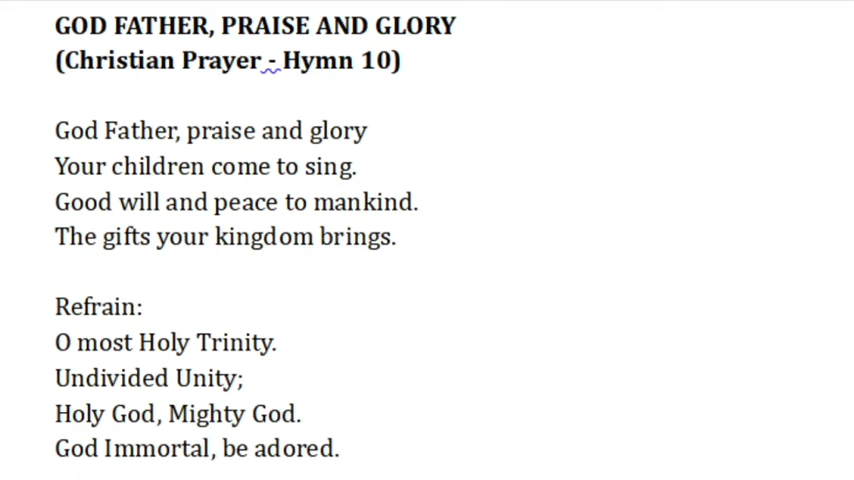 GOD FATHER, PRAISE AND GLORY
(Christian Prayer - Hymn 10)
God Father, praise and glory
Your children come to sing.
Good will and peace to mankind.
The gifts your kingdom brings.
Refrain:
O most Holy Trinity.
Undivided Unity;
Holy God, Mighty God.
God Immortal, be adored.